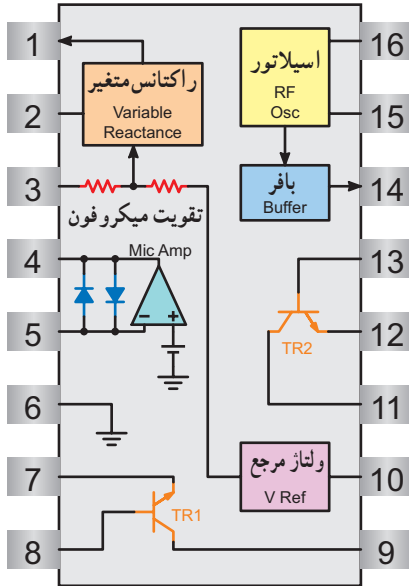 1
16
راکتانس متغیر
Variable
Reactance
اسیلاتور
RF
Osc
2
15
3
14
بافر
Buffer
تقویت میکروفون
Mic Amp
4
13
5
12
TR2
6
11
7
10
ولتاژ مرجع
V Ref
TR1
8
9